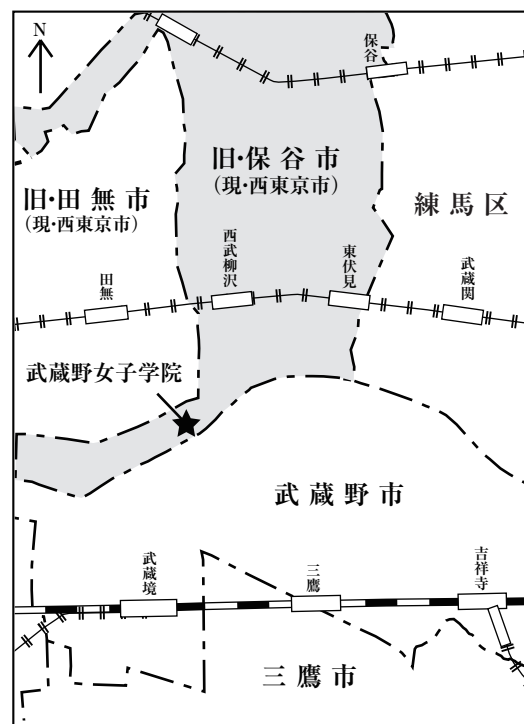 N
保谷
旧・保谷市
(現・西東京市)
旧・田無市
(現・西東京市)
練馬区
西武柳沢
東伏見
武蔵関
田無
武蔵野女子学院
武蔵野市
武蔵境
三鷹
吉祥寺
三鷹市